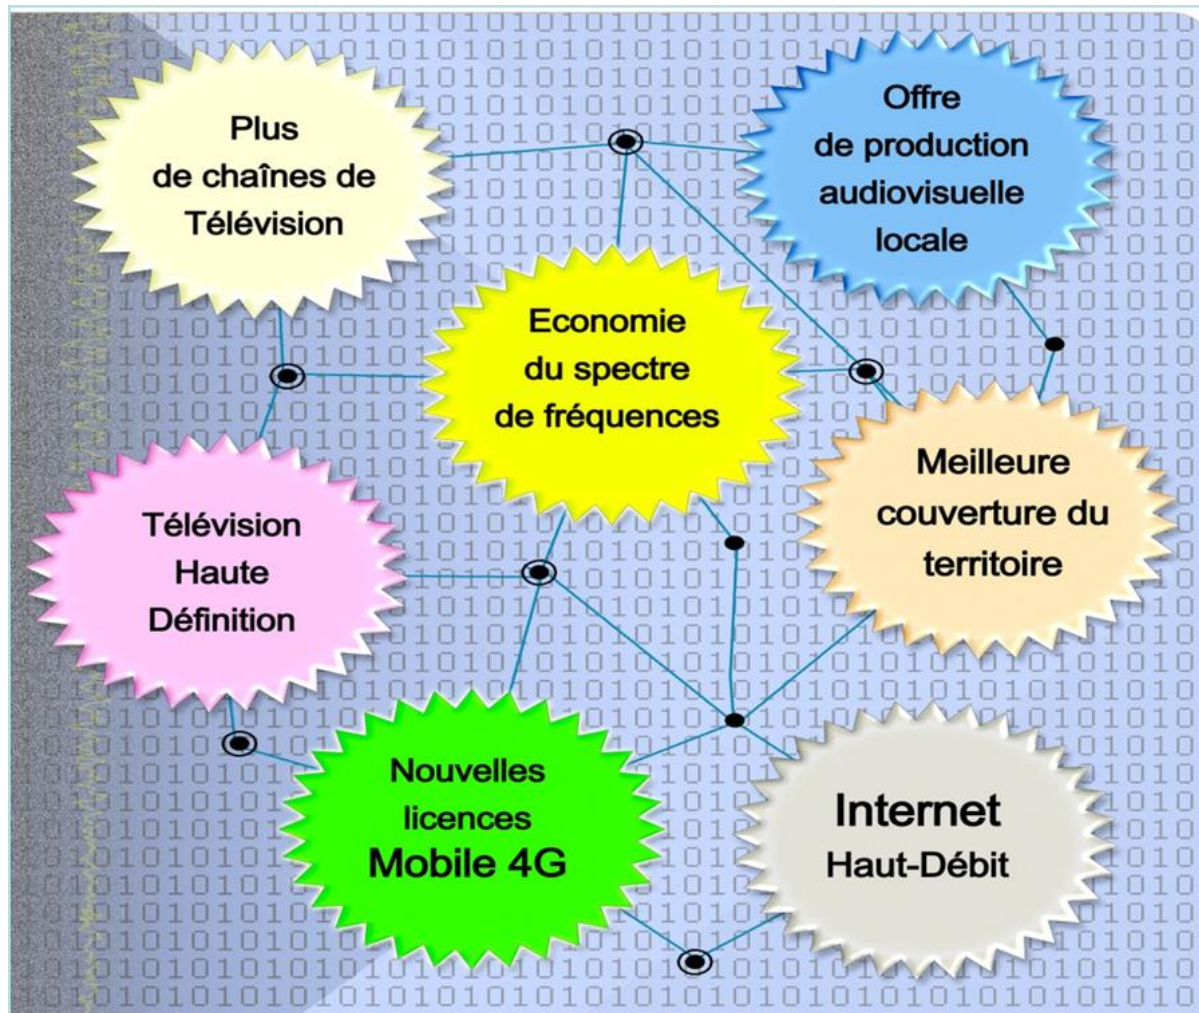 Plus
de chaînes de
Télévision
Offre
de production
audiovisuelle
locale
Economie
du spectre
de fréquences
Meilleure
couverture du
territoire
Télévision
Haute
Définition
Nouvelles
licences
Mobile 4G
Internet
Haut-Débit